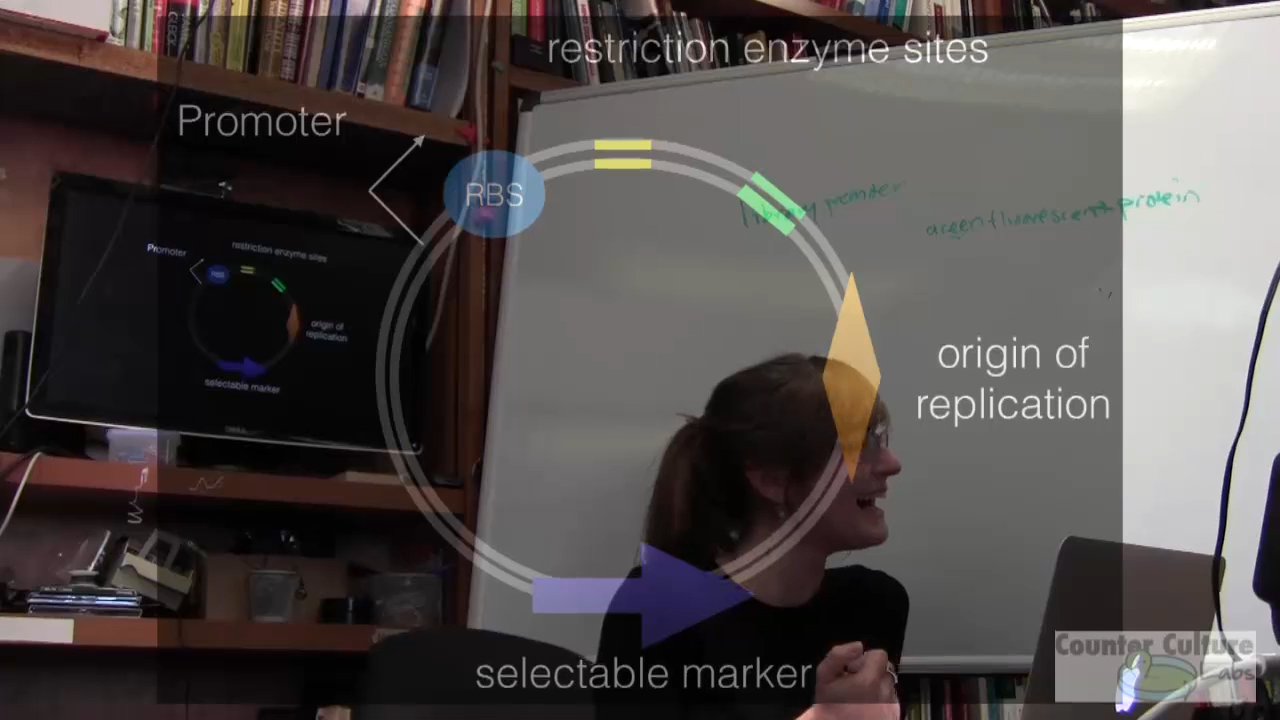 restriction enzyme sites
Promoter
RBS
library promoter
green fluorescent protein
Promoter
restriction enzyme sites
RBS
origin of
replication
selectable marker
origin of
replication
selectable marker
Counter Culture
Labs